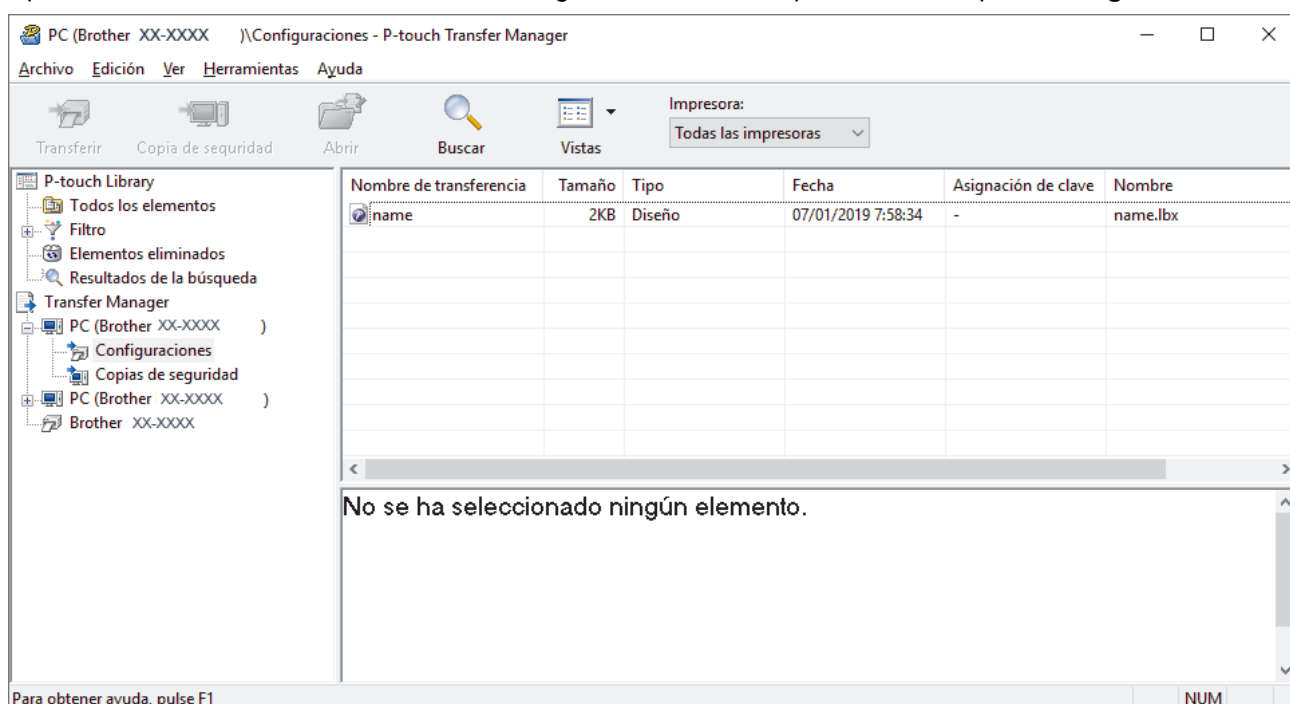 PC (Brother XX-XXXX )\Configuraciones - P-touch Transfer Manager
Archivo Edición Ver Herramientas Ayuda
Transferir Copia de seguridad Abrir Buscar Vistas
Impresora:
Todas las impresoras
P-touch Library
Todos los elementos
Filtro
Elementos eliminados
Resultados de la búsqueda
Transfer Manager
PC (Brother XX-XXXX )
Configuraciones
Copias de seguridad
PC (Brother XX-XXXX )
Brother XX-XXXX
Nombre de transferencia Tamaño Tipo Fecha Asignación de clave Nombre
name 2KB Diseño 07/01/2019 7:58:34 - name.lbx
No se ha seleccionado ningún elemento.
Para obtener ayuda, pulse F1
NUM